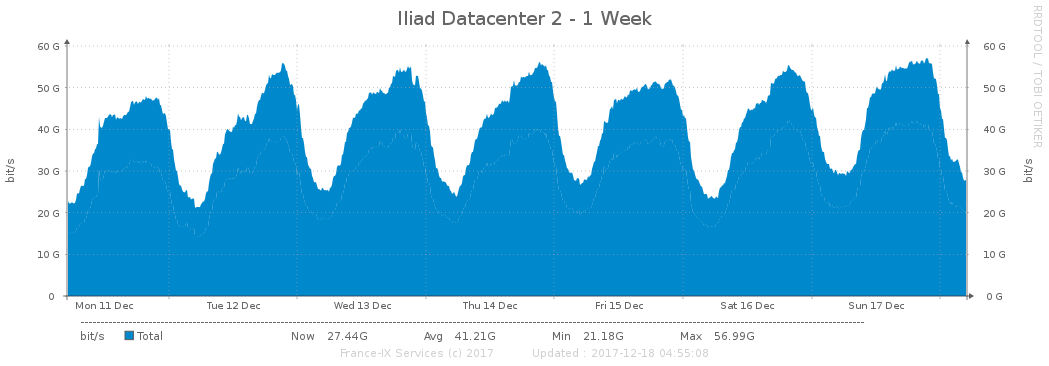 Iliad Datacenter 2 - 1 Week
RRDTOOL / TOBI OETIKER
60 G 60 G
50 G 50 G
40 G 40 G
30 G 30 G
20 G 20 G
10 G 10 G
0 0 G
bit/s
bit/s
Mon 11 Dec Tue 12 Dec Wed 13 Dec Thu 14 Dec Fri 15 Dec Sat 16 Dec Sun 17 Dec
bit/s Total Now 27.44G Avg 41.21G Min 21.18G Max 56.99G
France-IX Services (c) 2017 Updated : 2017-12-18 04:55:08